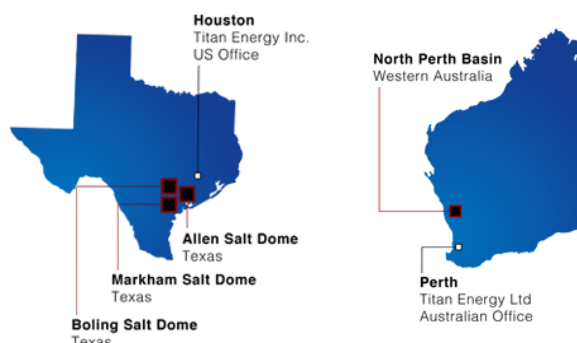 Houston
Titan Energy Inc.
US Office
North Perth Basin
Western Australia
Allen Salt Dome
Texas
Markham Salt Dome
Texas
Boling Salt Dome
Texas
Perth
Titan Energy Ltd
Australian Office